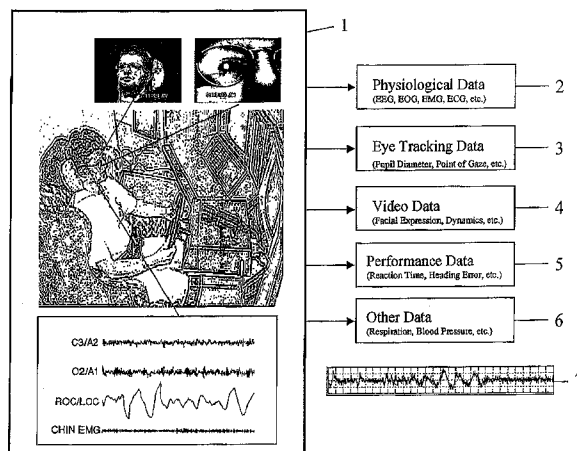 1
Physiological Data
(EEG, EOG, EMG, ECG, etc.)
2
Eye Tracking Data
(Pupil Diameter, Point of Gaze, etc.)
3
Video Data
(Facial Expression, Dynamics, etc.)
4
Performance Data
(Reaction Time, Heading Error, etc.)
5
Other Data
(Respiration, Blood Pressure, etc.)
6
C3/A2
O2/A1
ROC/LOC
CHIN EMG